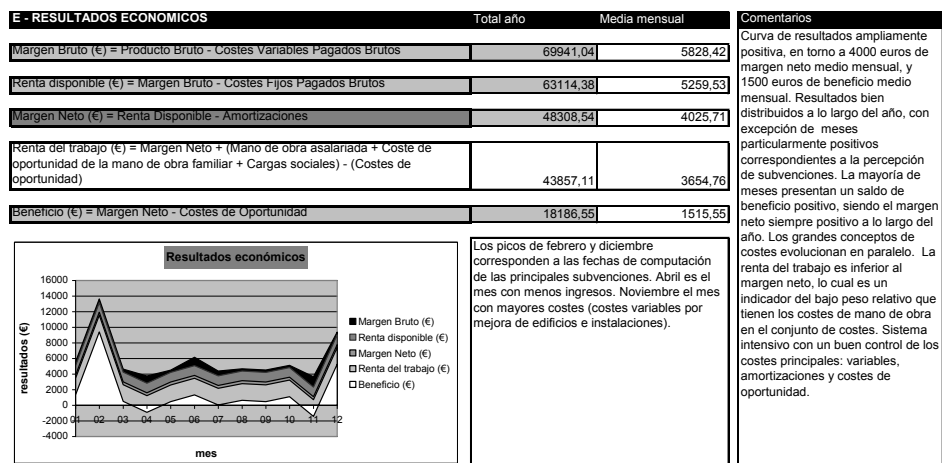 E - RESULTADOS ECONOMICOS Total año Media mensual
Margen Bruto (€) = Producto Bruto - Costes Variables Pagados Brutos 69941,04 5828,42
Renta disponible (€) = Margen Bruto - Costes Fijos Pagados Brutos 63114,38 5259,53
Margen Neto (€) = Renta Disponible - Amortizaciones 48308,54 4025,71
Renta del trabajo (€) = Margen Neto + (Mano de obra asalariada + Coste de
oportunidad de la mano de obra familiar + Cargas sociales) - (Costes de
oportunidad) 43857,11 3654,76
Beneficio (€) = Margen Neto - Costes de Oportunidad 18186,55 1515,55
Resultados económicos
resultados (€)
16000
14000
12000
10000
8000
6000
4000
2000
0
-2000
-4000
01 02 03 04 05 06 07 08 09 10 11 12
mes
Margen Bruto (€)
Renta disponible (€)
Margen Neto (€)
Renta del trabajo (€)
Beneficio (€)
Los picos de febrero y diciembre
corresponden a las fechas de computación
de las principales subvenciones. Abril es el
mes con menos ingresos. Noviembre el mes
con mayores costes (costes variables por
mejora de edificios e instalaciones).
Comentarios
Curva de resultados ampliamente
positiva, en torno a 4000 euros de
margen neto medio mensual, y
1500 euros de beneficio medio
mensual. Resultados bien
distribuidos a lo largo del año, con
excepción de meses
particularmente positivos
correspondientes a la percepción
de subvenciones. La mayoría de
meses presentan un saldo de
beneficio positivo, siendo el margen
neto siempre positivo a lo largo del
año. Los grandes conceptos de
costes evolucionan en paralelo. La
renta del trabajo es inferior al
margen neto, lo cual es un
indicador del bajo peso relativo que
tienen los costes de mano de obra
en el conjunto de costes. Sistema
intensivo con un buen control de los
costes principales: variables,
amortizaciones y costes de
oportunidad.